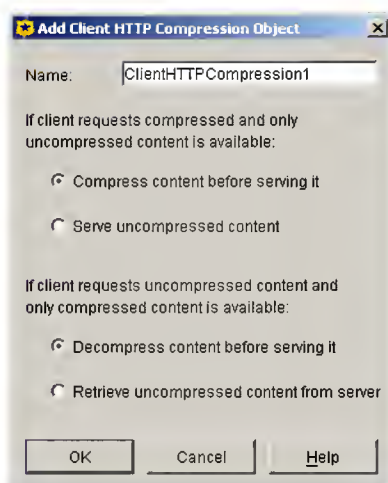 Add Client HTTP Compression Object
Name: ClientHTTPCompression1
If client requests compressed and only
uncompressed content is available:
Compress content before serving it
Serve uncompressed content
If client requests uncompressed content and
only compressed content is available:
Decompress content before serving it
Retrieve uncompressed content from server
OK Cancel Help